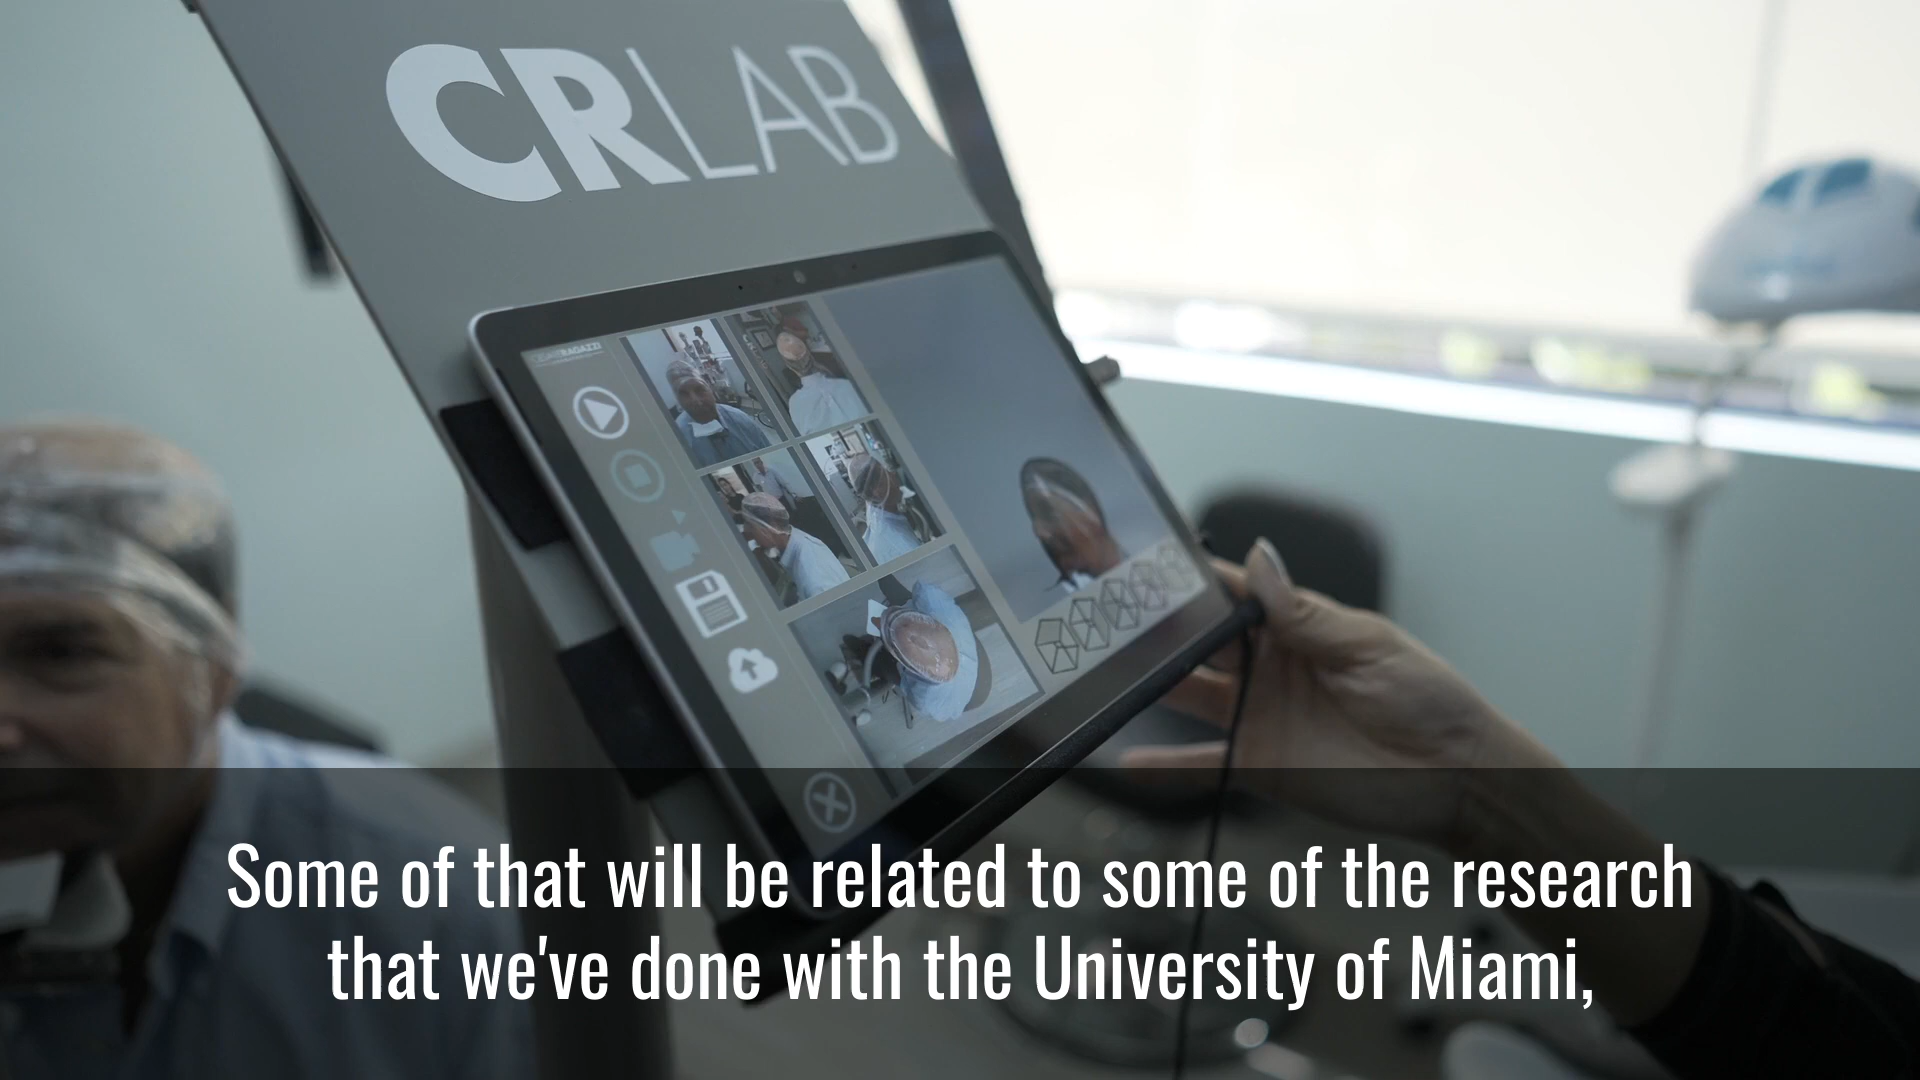 CRLAB
Some of that will be related to some of the research
that we've done with the University of Miami,